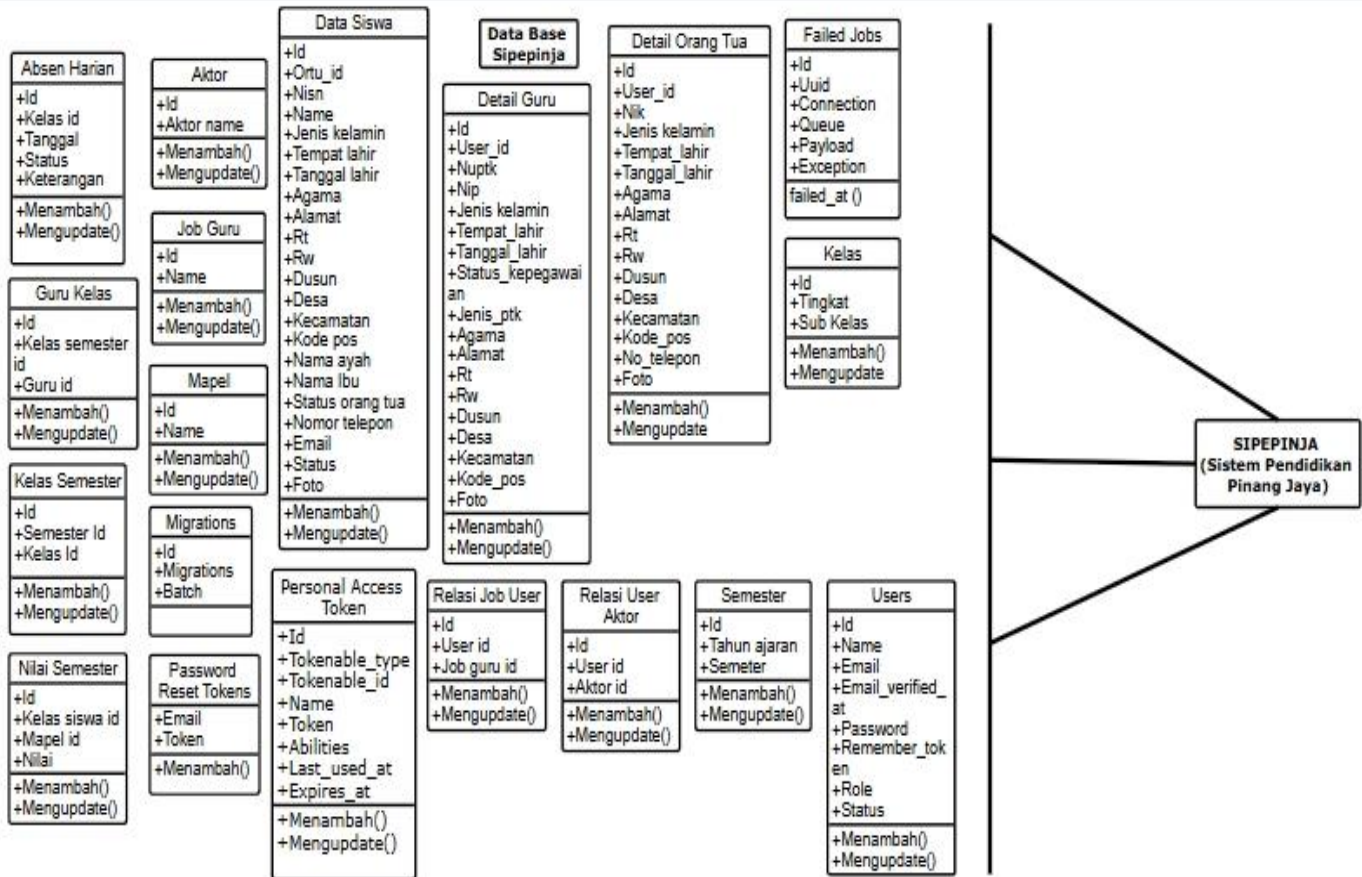 Absen Harian
+Id
+Kelas id
+Tanggal
+Status
+Keterangan
+Menambah()
+Mengupdate()
Guru Kelas
+Id
+Kelas semester
id
+Guru id
+Menambah()
+Mengupdate()
Kelas Semester
+Id
+Semester Id
+Kelas Id
+Menambah()
+Mengupdate()
Nilai Semester
+Id
+Kelas siswa id
+Mapel id
+Nilai
+Menambah()
+Mengupdate()
Aktor
+Id
+Aktor name
+Menambah()
+Mengupdate()
Job Guru
+Id
+Name
+Menambah()
+Mengupdate()
Mapel
+Id
+Name
+Menambah()
+Mengupdate()
Migrations
+Id
+Migrations
+Batch
Password
Reset Tokens
+Email
+Token
+Menambah()
Data Siswa
+Id
+Ortu_id
+Nisn
+Name
+Jenis kelamin
+Tempat lahir
+Tanggal lahir
+Agama
+Alamat
+Rt
+Rw
+Dusun
+Desa
+Kecamatan
+Kode pos
+Nama ayah
+Nama Ibu
+Status orang tua
+Nomor telepon
+Email
+Status
+Foto
+Menambah()
+Mengupdate()
Personal Access
Token
+Id
+Tokenable_type
+Tokenable_id
+Name
+Token
+Abilities
+Last_used_at
+Expires_at
+Menambah()
+Mengupdate()
Data Base
Sipepinja
Detail Guru
+Id
+User_id
+Nuptk
+Nip
+Jenis kelamin
+Tempat_lahir
+Tanggal_lahir
+Status_kepegawai
an
+Jenis_ptk
+Agama
+Alamat
+Rt
+Rw
+Dusun
+Desa
+Kecamatan
+Kode_pos
+Foto
+Menambah()
+Mengupdate()
Relasi Job User
+Id
+User id
+Job guru id
+Menambah()
+Mengupdate()
Relasi User
Aktor
+Id
+User id
+Aktor id
+Menambah()
+Mengupdate()
Detail Orang Tua
+Id
+User_id
+Nik
+Jenis kelamin
+Tempat_lahir
+Tanggal_lahir
+Agama
+Alamat
+Rt
+Rw
+Dusun
+Desa
+Kecamatan
+Kode_pos
+No_telepon
+Foto
+Menambah()
+Mengupdate
Semester
+Id
+Tahun ajaran
+Semeter
+Menambah()
+Mengupdate()
Failed Jobs
+Id
+Uuid
+Connection
+Queue
+Payload
+Exception
failed_at ()
Kelas
+Id
+Tingkat
+Sub Kelas
+Menambah()
+Mengupdate
Users
+Id
+Name
+Email
+Email_verified_
at
+Password
+Remember_tok
en
+Role
+Status
+Menambah()
+Mengupdate()
SIPEPINJA
(Sistem Pendidikan
Pinang Jaya)